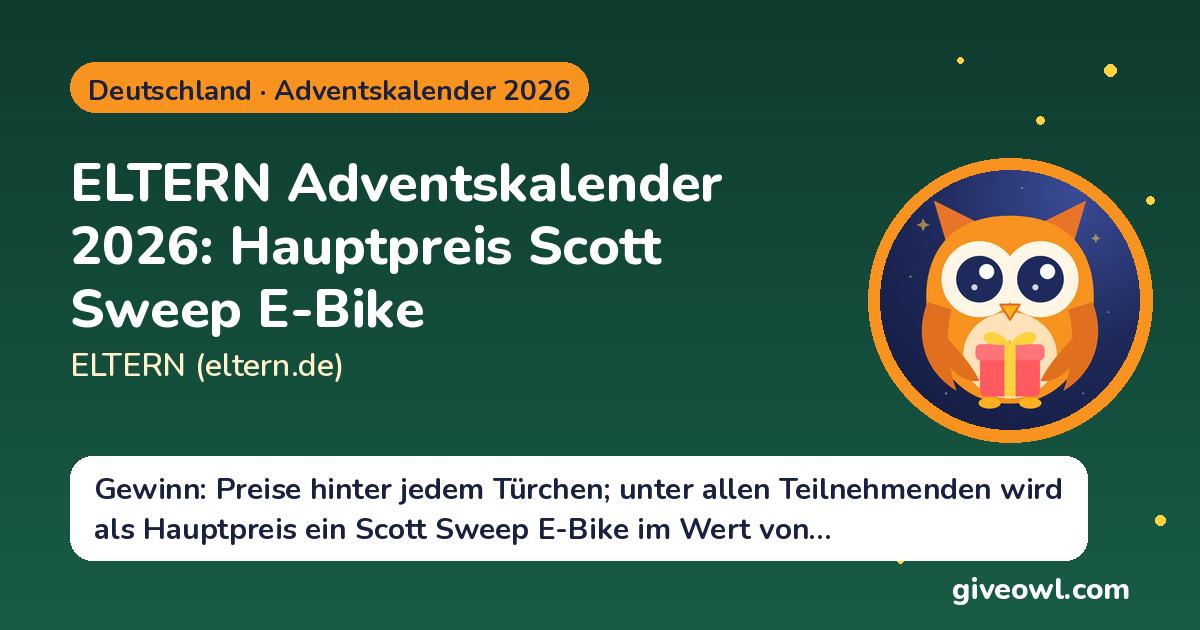 Deutschland · Adventskalender 2026
ELTERN Adventskalender
2026: Hauptpreis Scott
Sweep E-Bike
ELTERN (eltern.de)
Gewinn: Preise hinter jedem Türchen; unter allen Teilnehmenden wird
als Hauptpreis ein Scott Sweep E-Bike im Wert von...
giveowl.com